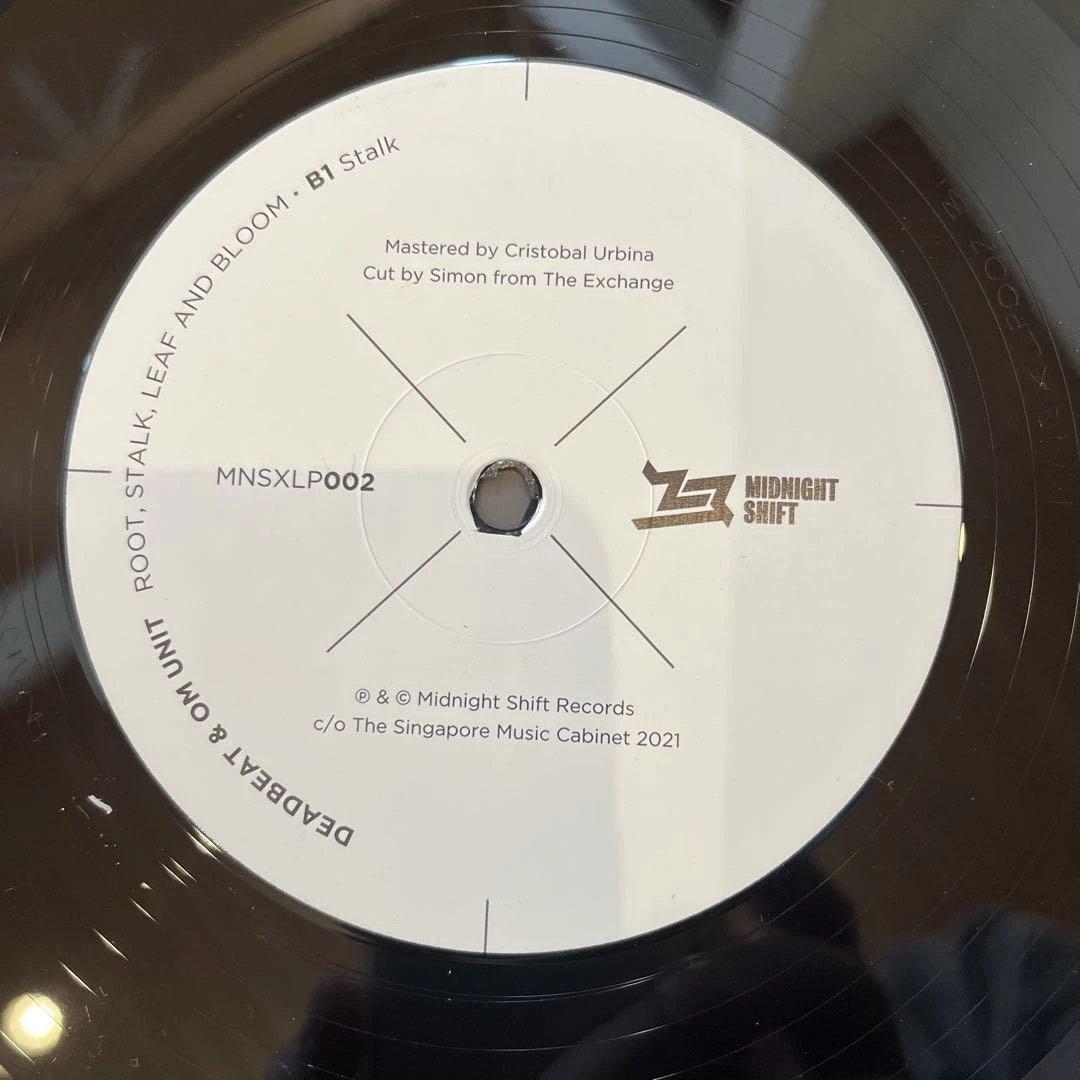 DEADBEAT & OM UNIT ROOT, STALK, LEAF AND BLOOM · B1 Stalk
Mastered by Cristobal Urbina
Cut by Simon from The Exchange
MNSXLP002
MIDNIGHT
SHIFT
℗ & © Midnight Shift Records
c/o The Singapore Music Cabinet 2021